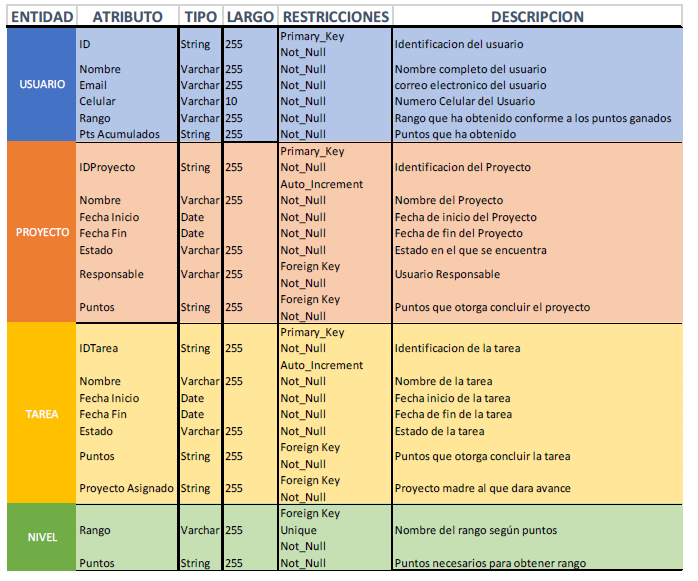 ENTIDAD ATRIBUTO TIPO LARGO RESTRICCIONES DESCRIPCION
USUARIO
ID String 255 Primary_Key Not_Null Identificacion del usuario
Nombre Varchar 255 Not_Null Nombre completo del usuario
Email Varchar 255 Not_Null correo electronico del usuario
Celular Varchar 10 Not_Null Numero Celular del Usuario
Rango Varchar 255 Not_Null Rango que ha obtenido conforme a los puntos ganados
Pts Acumulados String 255 Not_Null Puntos que ha obtenido
PROYECTO
IDProyecto String 255 Primary_Key Not_Null Auto_Increment Identificacion del Proyecto
Nombre Varchar 255 Not_Null Nombre del Proyecto
Fecha Inicio Date Not_Null Fecha de inicio del Proyecto
Fecha Fin Date Not_Null Fecha de fin del Proyecto
Estado Varchar 255 Not_Null Estado en el que se encuentra
Responsable Varchar 255 Foreign Key Not_Null Usuario Responsable
Puntos String 255 Foreign Key Not_Null Puntos que otorga concluir el proyecto
TAREA
IDTarea String 255 Primary_Key Not_Null Auto_Increment Identificacion de la tarea
Nombre Varchar 255 Not_Null Nombre de la tarea
Fecha Inicio Date Not_Null Fecha inicio de la tarea
Fecha Fin Date Not_Null Fecha de fin de la tarea
Estado Varchar 255 Not_Null Estado de la tarea
Puntos String 255 Foreign Key Not_Null Puntos que otorga concluir la tarea
Proyecto Asignado String 255 Foreign Key Not_Null Proyecto madre al que dara avance
NIVEL
Rango Varchar 255 Foreign Key Unique Not_Null Nombre del rango según puntos
Puntos String 255 Not_Null Puntos necesarios para obtener rango